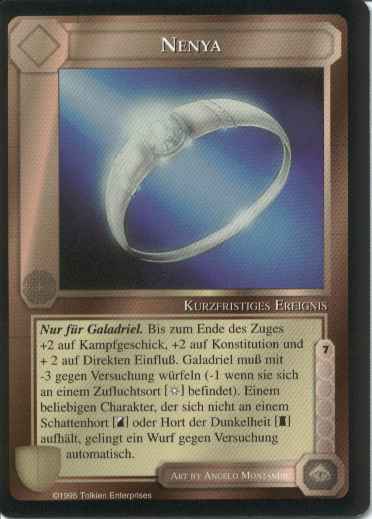 NENYA
KURZFRISTIGES EREIGNIS
Nur für Galadriel. Bis zum Ende des Zuges
+2 auf Kampfgeschick, +2 auf Konstitution und
+ 2 auf Direkten Einfluß. Galadriel muß mit
-3 gegen Versuchung würfeln (-1 wenn sie sich
an einem Zufluchtsort [ ] befindet). Einem
beliebigen Charakter, der sich nicht an einem
Schattenhort [ ] oder Hort der Dunkelheit [ ]
aufhält, gelingt ein Wurf gegen Versuchung
automatisch.
7
ART BY ANGELO MONTANINI
©1995 Tolkien Enterprises